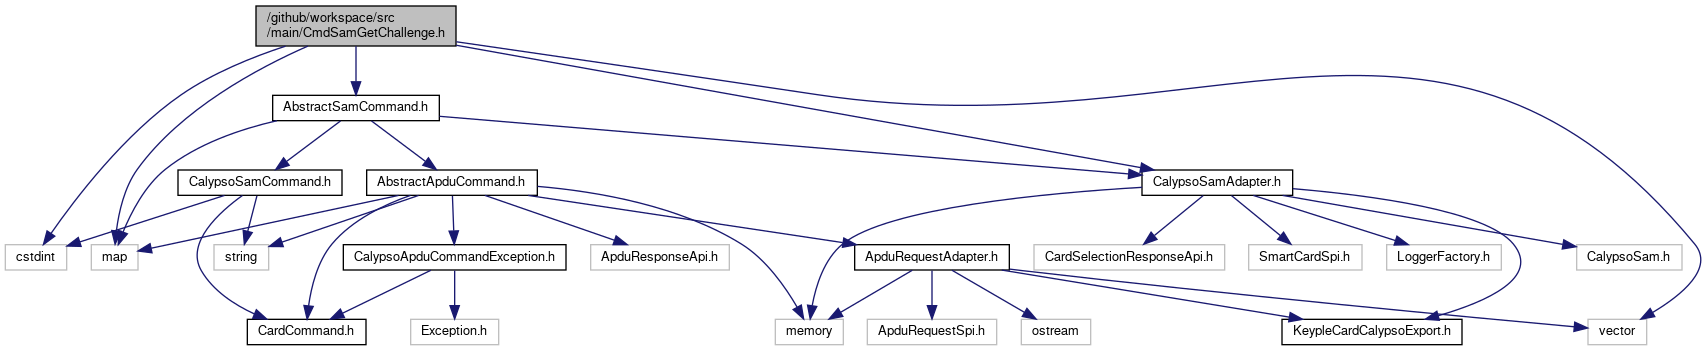 /github/workspace/src
/main/CmdSamGetChallenge.h
AbstractSamCommand.h
CalypsoSamCommand.h
AbstractApduCommand.h
CalypsoSamAdapter.h
cstdint
map
string
CalypsoApduCommandException.h
ApduResponseApi.h
ApduRequestAdapter.h
CardSelectionResponseApi.h
SmartCardSpi.h
LoggerFactory.h
CalypsoSam.h
CardCommand.h
Exception.h
memory
ApduRequestSpi.h
ostream
KeypleCardCalypsoExport.h
vector